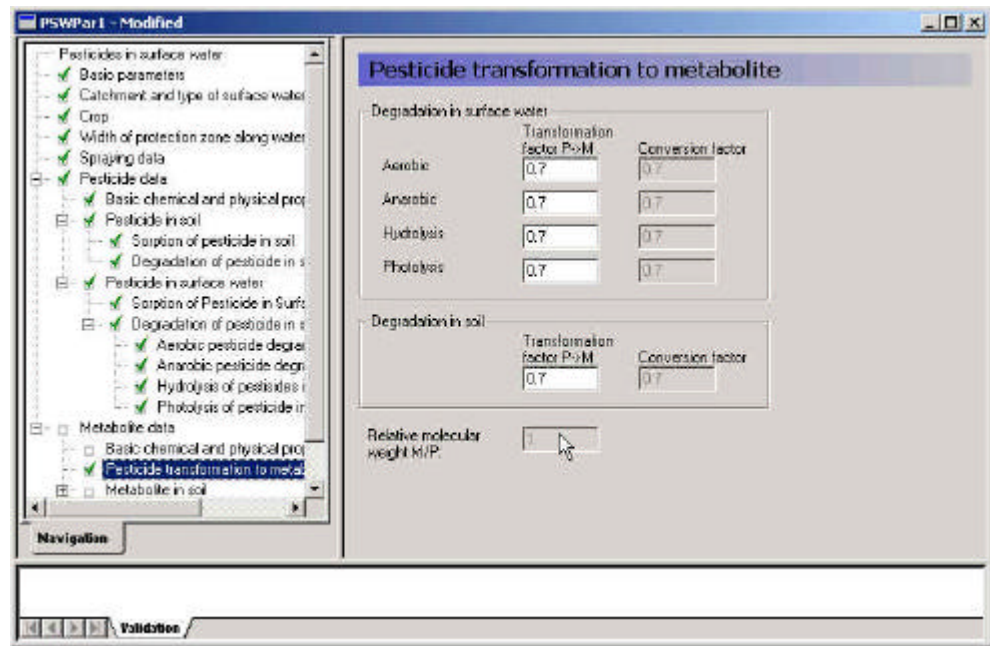 PSWPar1 - Modified
Pesticides in surface water
Basic parameters
Catchment and type of surface water
Crop
Width of protection zone along water
Spraying data
Pesticide data
Basic chemical and physical prop
Pesticide in soil
Sorption of pesticide in soil
Degradation of pesticide in s
Pesticide in surface water
Sorption of Pesticide in Surfa
Degradation of pesticide in s
Aerobic pesticide degrad
Anarobic pesticide degra
Hydrolysis of pestisides i
Photolysis of pesticide in
Metabolite data
Basic chemical and physical prop
Pesticide transformation to metab
Metabolite in soil
Navigation
Pesticide transformation to metabolite
Degradation in surface water
Transformation
factor P->M Conversion factor
Aerobic 0.7 0.7
Anarobic 0.7 0.7
Hydrolysis 0.7 0.7
Photolysis 0.7 0.7
Degradation in soil
Transformation
factor P->M Conversion factor
0.7 0.7
Relative molecular
weight M/P: 1
Validation